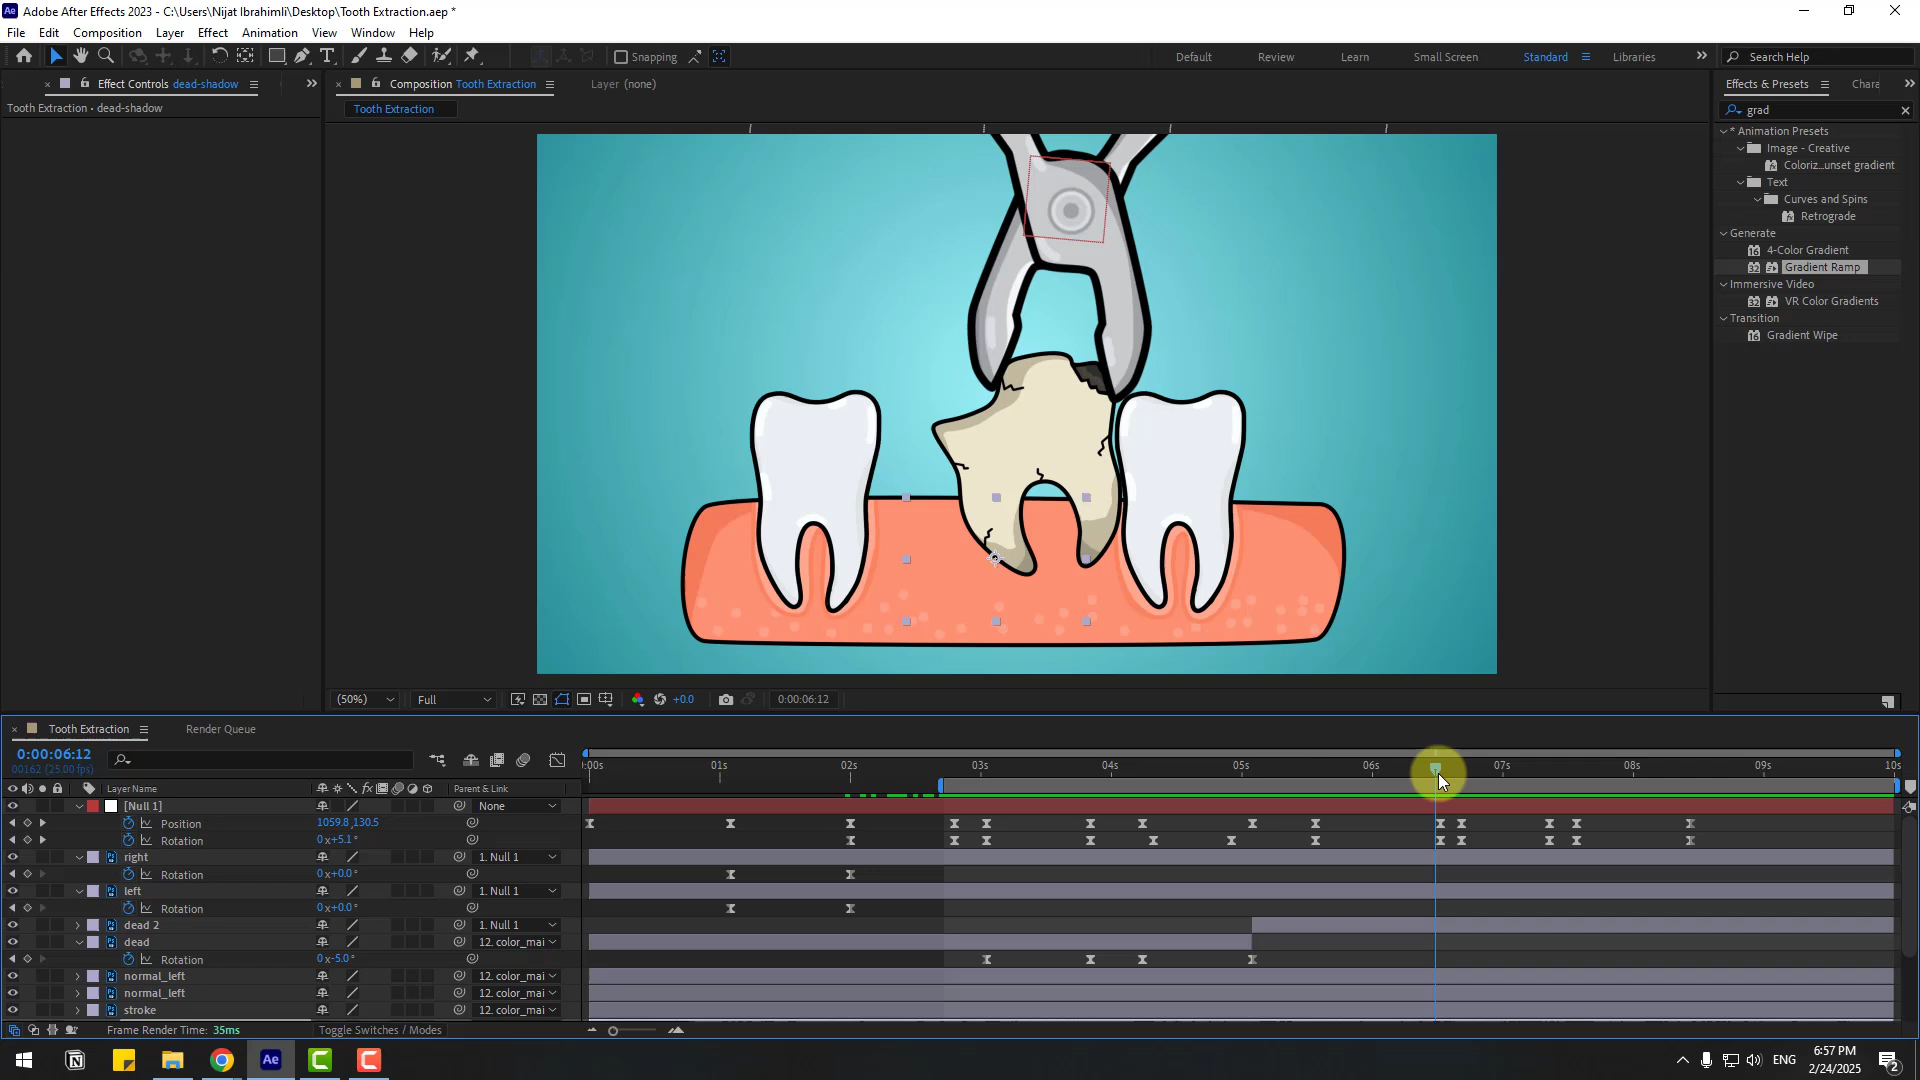 Adobe After Effects 2023 - C:\Users\Nijat Ibrahimli\Desktop\Tooth Extraction.aep *
File Edit Composition Layer Effect Animation View Window Help
Snapping
Default Review Learn Small Screen Standard Libraries Search Help
Effect Controls dead-shadow
Composition Tooth Extraction Layer (none)
Effects & Presets Chara
Tooth Extraction • dead-shadow
Tooth Extraction
grad
* Animation Presets
Image - Creative
Coloriz...unset gradient
Text
Curves and Spins
Retrograde
Generate
4-Color Gradient
Gradient Ramp
Immersive Video
VR Color Gradients
Transition
Gradient Wipe
(50%) Full +0.0 0:00:06:12
Tooth Extraction Render Queue
0:00:06:12
00162 (25.00 fps)
:00s 01s 02s 03s 04s 05s 06s 07s 08s 09s 10s
Layer Name Parent & Link
[Null 1] None
Position 1059.8,130.5
Rotation 0x+5.1°
right 1. Null 1
Rotation 0x+0.0°
left 1. Null 1
Rotation 0x+0.0°
dead 2 1. Null 1
dead 12. color_mai
Rotation 0x-5.0°
normal_left 12. color_mai
normal_left 12. color_mai
stroke 12. color_mai
Frame Render Time: 35ms Toggle Switches / Modes
ENG
6:57 PM
2/24/2025
2